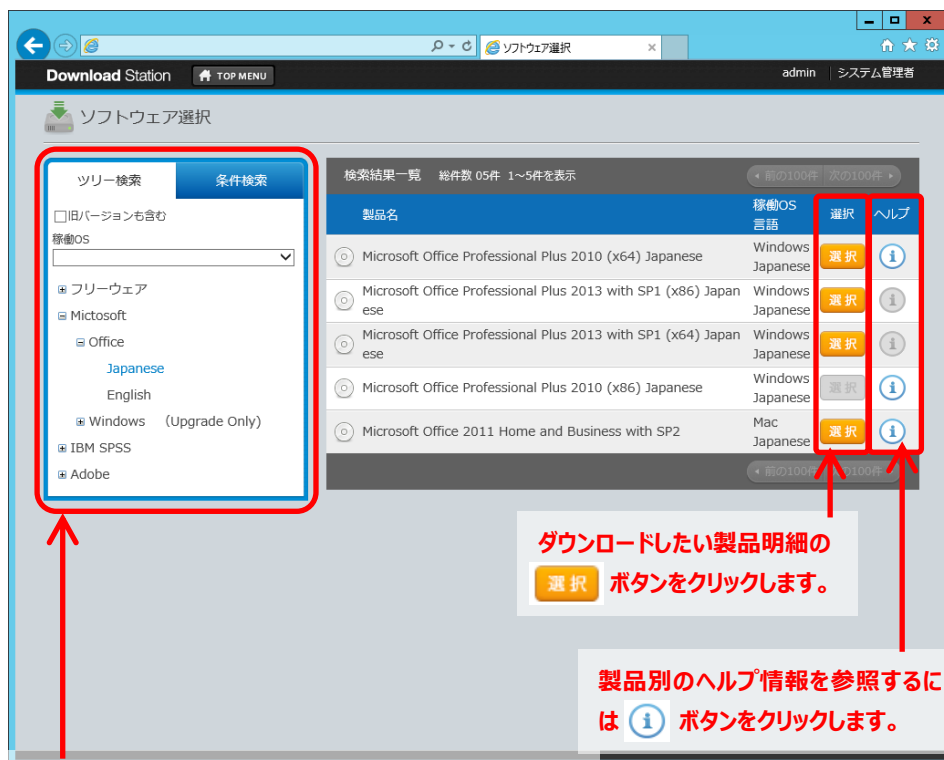 ソフトウェア選択
Download Station TOP MENU admin システム管理者
ソフトウェア選択
ツリー検索 条件検索
旧バージョンも含む
稼働OS
フリーウェア
Mictosoft
Office
Japanese
English
Windows (Upgrade Only)
IBM SPSS
Adobe
検索結果一覧 総件数 05件 1～5件を表示 前の100件 次の100件
製品名 稼働OS 選択 ヘルプ
言語
Microsoft Office Professional Plus 2010 (x64) Japanese Windows 選択
Japanese
Microsoft Office Professional Plus 2013 with SP1 (x86) Japan Windows 選択
ese Japanese
Microsoft Office Professional Plus 2013 with SP1 (x64) Japan Windows 選択
ese Japanese
Microsoft Office Professional Plus 2010 (x86) Japanese Windows 選択
Japanese
Microsoft Office 2011 Home and Business with SP2 Mac 選択
Japanese
前の100件 の100件
ダウンロードしたい製品明細の
選択 ボタンをクリックします。
製品別のヘルプ情報を参照するに
は i ボタンをクリックします。